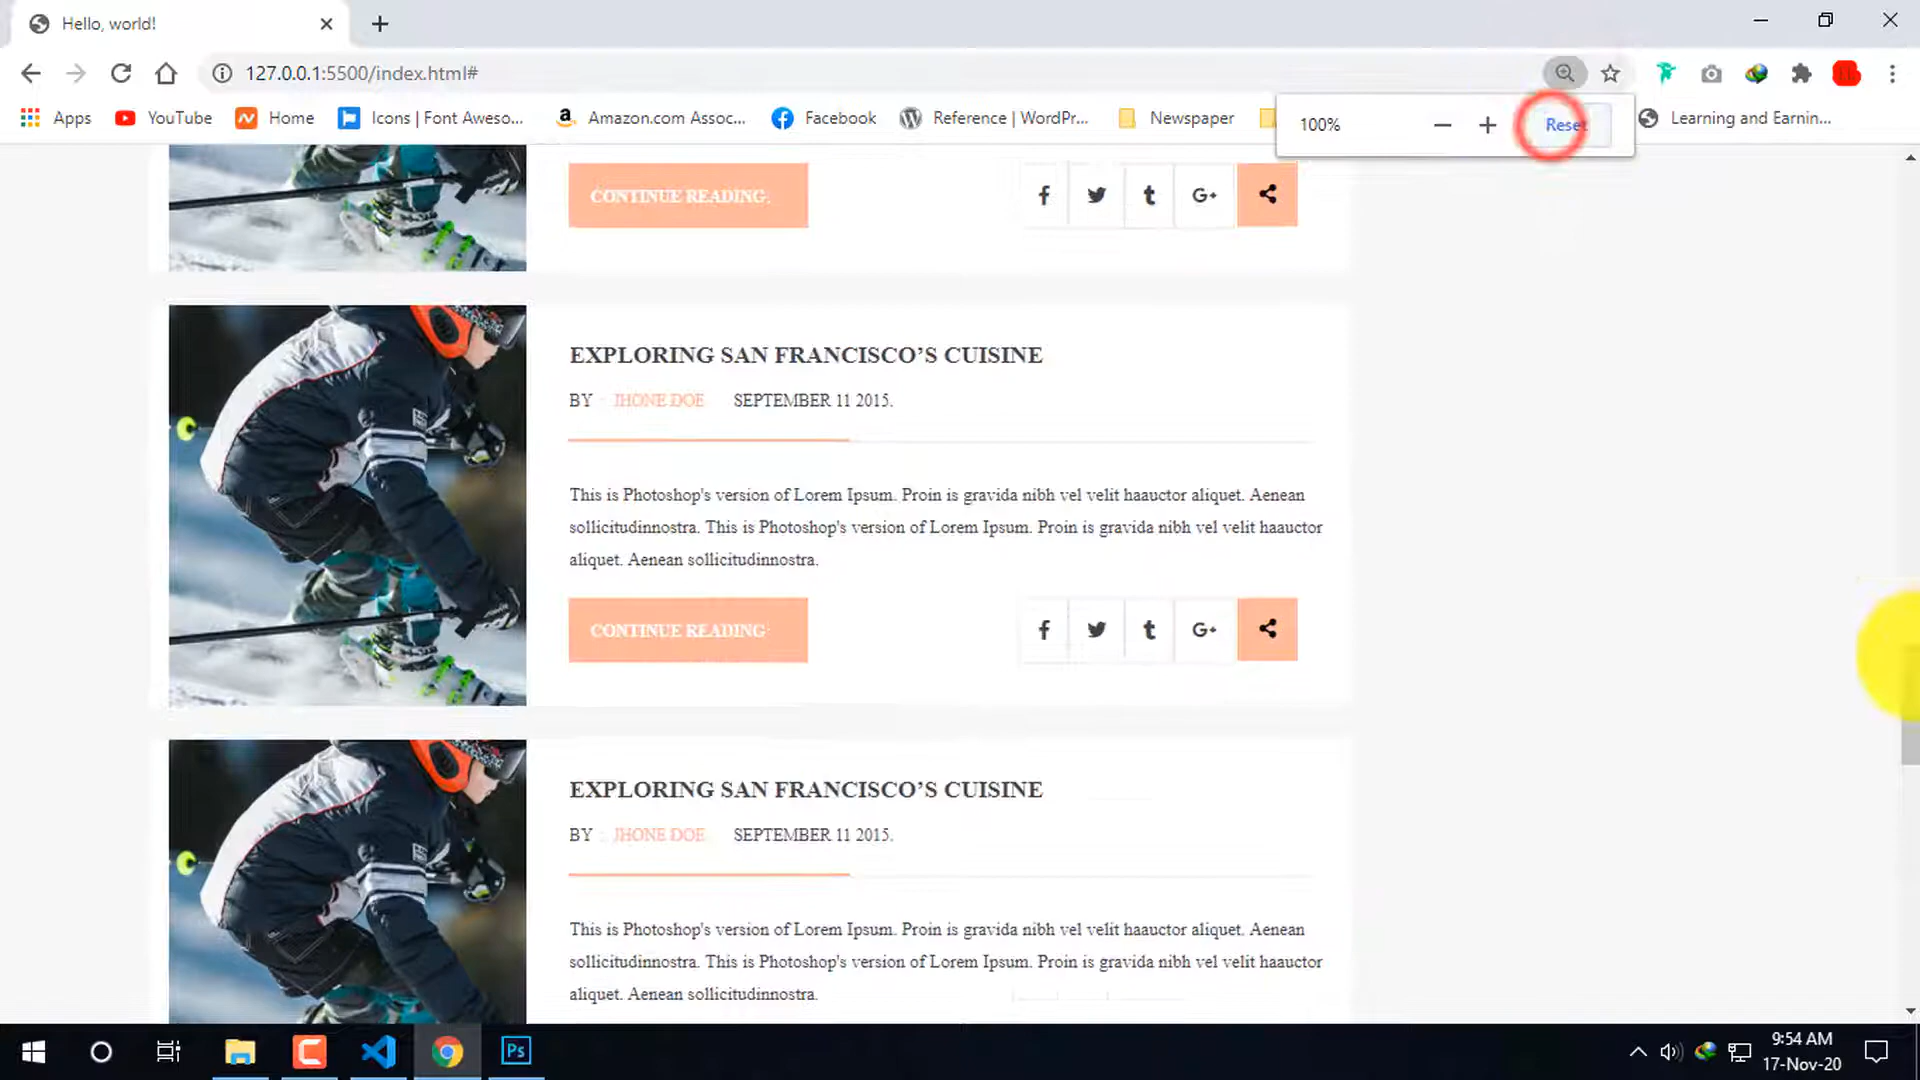 Hello, world!
127.0.0.1:5500/index.html#
Apps YouTube Home Icons | Font Aweso... Amazon.com Assoc... Facebook Reference | WordPr... Newspaper Learning and Earnin...
100% Reset
CONTINUE READING
G+
EXPLORING SAN FRANCISCO’S CUISINE
BY JHONE DOE SEPTEMBER 11 2015.
This is Photoshop's version of Lorem Ipsum. Proin is gravida nibh vel velit haauctor aliquet. Aenean
sollicitudinnostra. This is Photoshop's version of Lorem Ipsum. Proin is gravida nibh vel velit haauctor
aliquet. Aenean sollicitudinnostra.
CONTINUE READING
G+
EXPLORING SAN FRANCISCO’S CUISINE
BY JHONE DOE SEPTEMBER 11 2015.
This is Photoshop's version of Lorem Ipsum. Proin is gravida nibh vel velit haauctor aliquet. Aenean
sollicitudinnostra. This is Photoshop's version of Lorem Ipsum. Proin is gravida nibh vel velit haauctor
aliquet. Aenean sollicitudinnostra.
Ps
9:54 AM
17-Nov-20